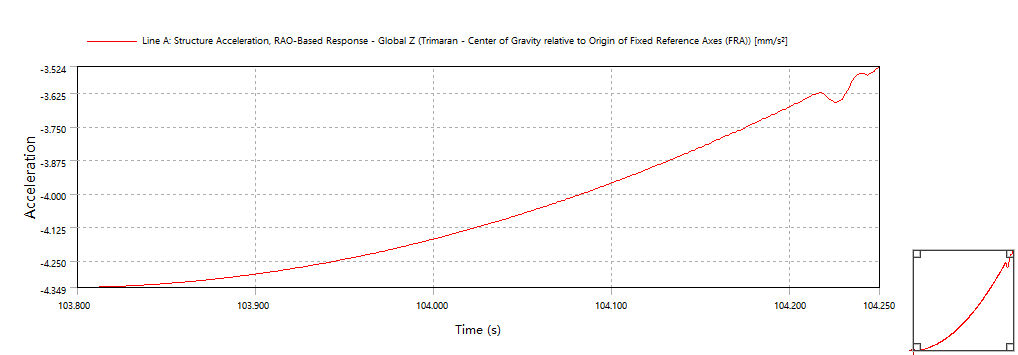 Line A: Structure Acceleration, RAO-Based Response - Global Z (Trimaran - Center of Gravity relative to Origin of Fixed Reference Axes (FRA)) [mm/s²]
-3.524
-3.625
-3.750
-3.875
-4.000
-4.125
-4.250
-4.349
Acceleration
103.800 103.900 104.000 104.100 104.200 104.250
Time (s)